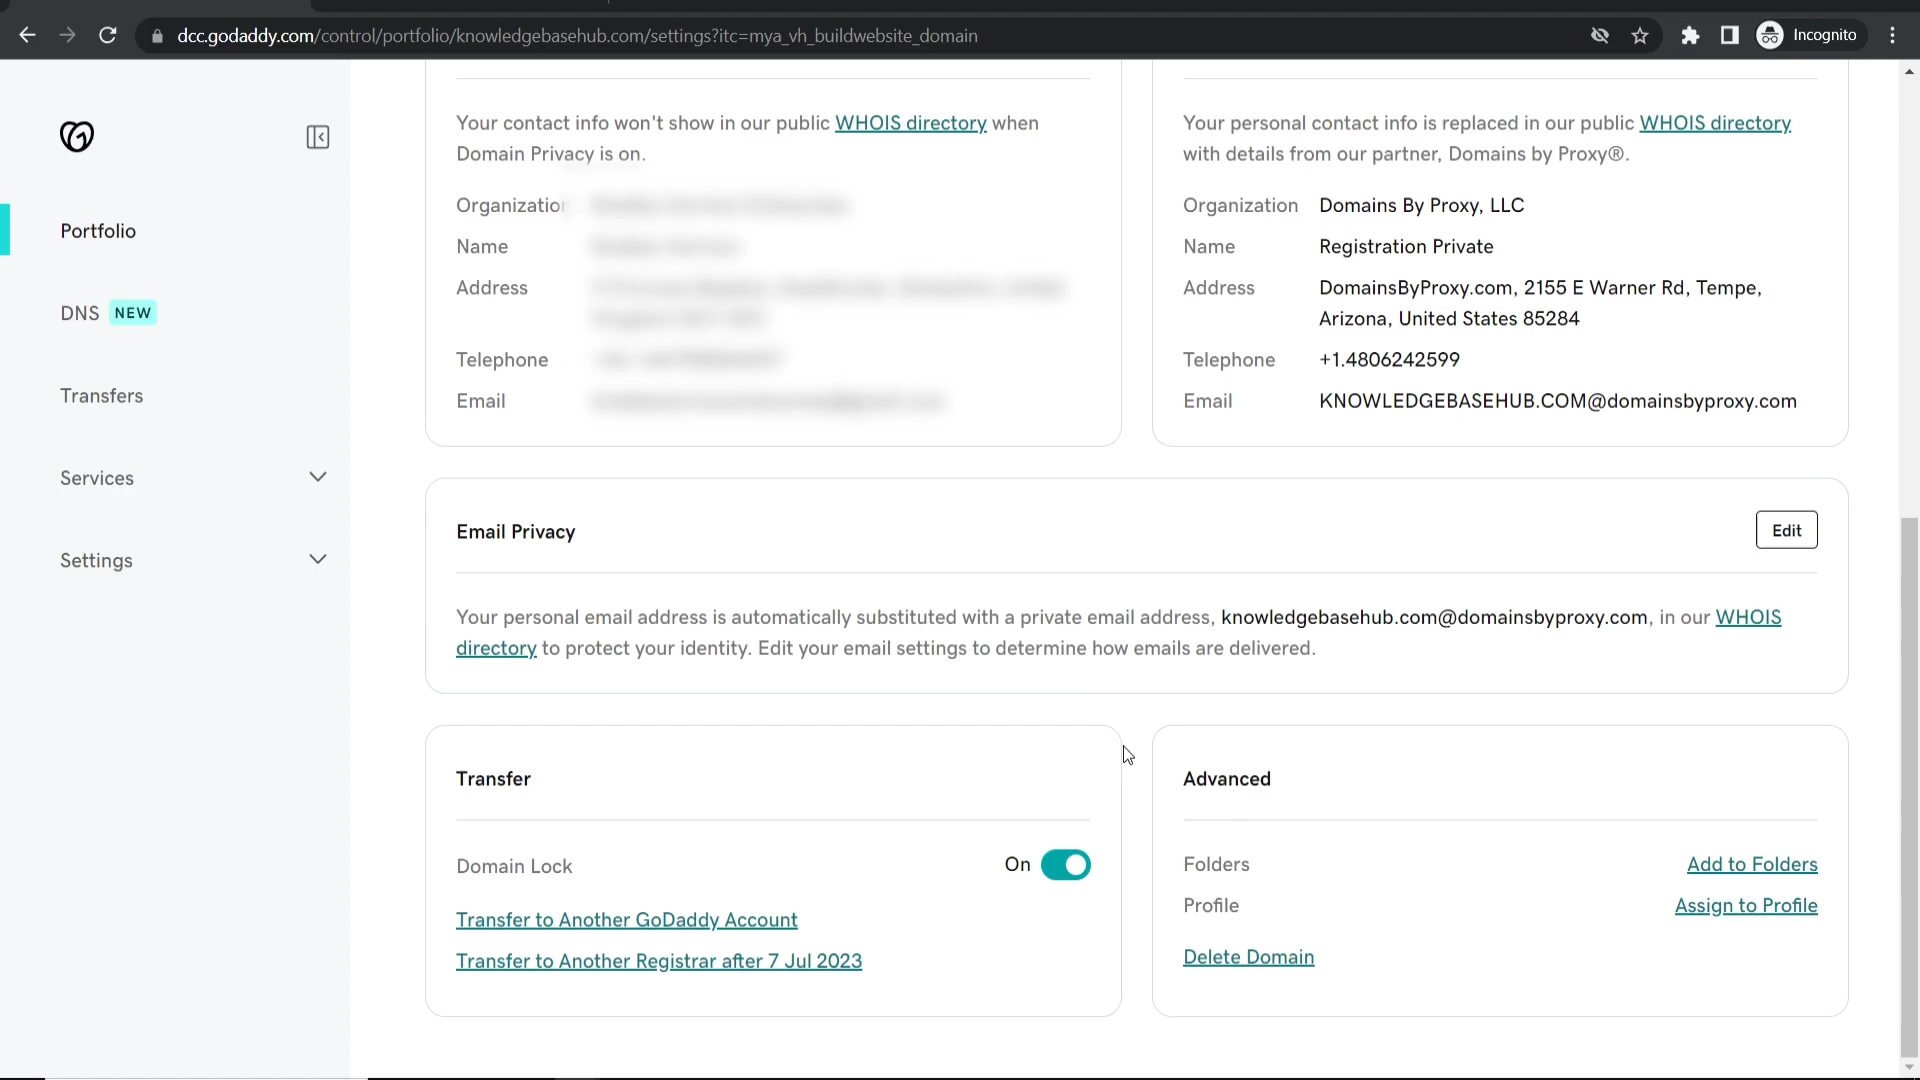 dcc.godaddy.com/control/portfolio/knowledgebasehub.com/settings?itc=mya_vh_buildwebsite_domain
Incognito
Portfolio
DNS NEW
Transfers
Services
Settings
Your contact info won't show in our public WHOIS directory when
Domain Privacy is on.
Organization
Name
Address
Telephone
Email
Your personal contact info is replaced in our public WHOIS directory
with details from our partner, Domains by Proxy®.
Organization Domains By Proxy, LLC
Name Registration Private
Address DomainsByProxy.com, 2155 E Warner Rd, Tempe,
Arizona, United States 85284
Telephone +1.4806242599
Email KNOWLEDGEBASEHUB.COM@domainsbyproxy.com
Email Privacy
Edit
Your personal email address is automatically substituted with a private email address, knowledgebasehub.com@domainsbyproxy.com, in our WHOIS
directory to protect your identity. Edit your email settings to determine how emails are delivered.
Transfer
Domain Lock On
Transfer to Another GoDaddy Account
Transfer to Another Registrar after 7 Jul 2023
Advanced
Folders Add to Folders
Profile Assign to Profile
Delete Domain